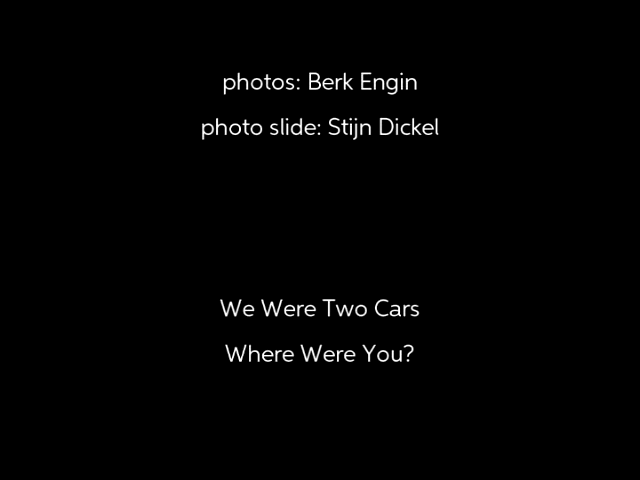 photos: Berk Engin
photo slide: Stijn Dickel
We Were Two Cars
Where Were You?